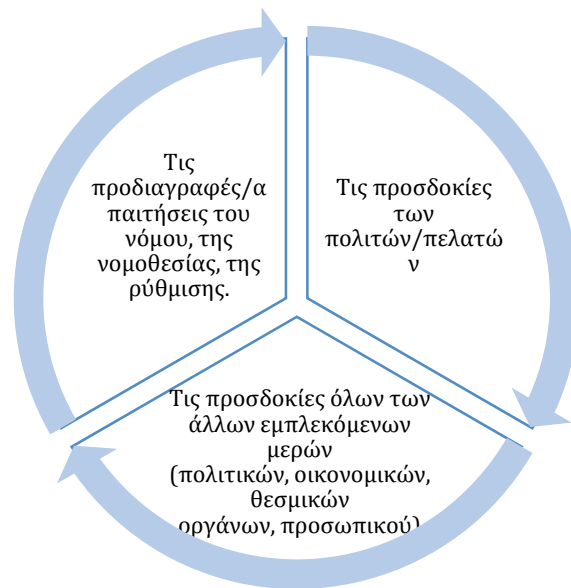 Τις
προδιαγραφές/α
παιτήσεις του
νόμου, της
νομοθεσίας, της
ρύθμισης.
Τις προσδοκίες
των
πολιτών/πελατώ
ν
Τις προσδοκίες όλων των
άλλων εμπλεκόμενων
μερών
(πολιτικών, οικονομικών,
θεσμικών
οργάνων, προσωπικού)